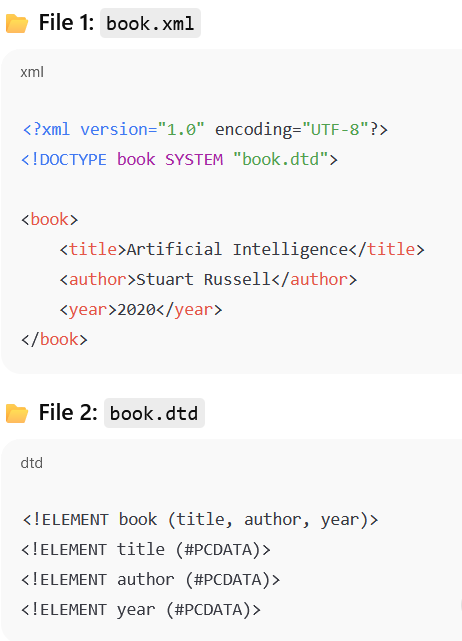 File 1: book.xml
xml
<?xml version="1.0" encoding="UTF-8"?>
<!DOCTYPE book SYSTEM "book.dtd">
<book>
    <title>Artificial Intelligence</title>
    <author>Stuart Russell</author>
    <year>2020</year>
</book>
File 2: book.dtd
dtd
<!ELEMENT book (title, author, year)>
<!ELEMENT title (#PCDATA)>
<!ELEMENT author (#PCDATA)>
<!ELEMENT year (#PCDATA)>